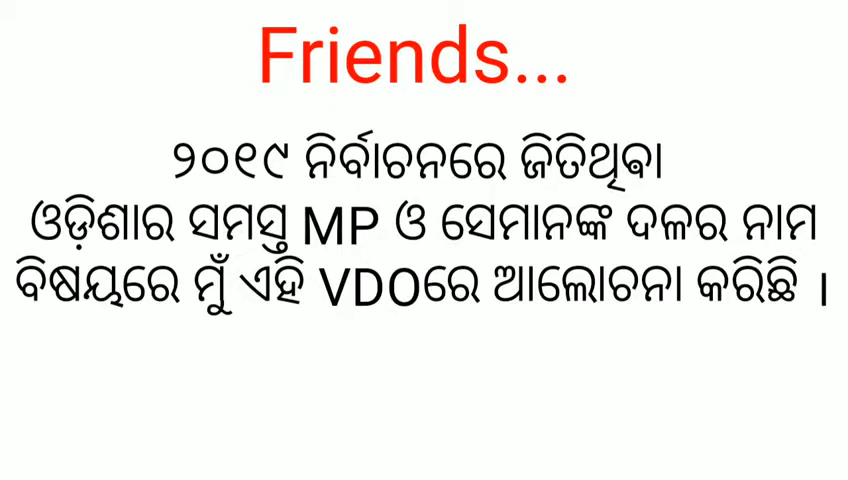 Friends...
୨୦୧୯ ନିର୍ବାଚନରେ ଜିତିଥିଵା
ଓଡ଼ିଶାର ସମସ୍ତ MP ଓ ସେମାନଙ୍କ ଦଳର ନାମ
ବିଷୟରେ ମୁଁ ଏହି VDOରେ ଆଲୋଚନା କରିଛି ।